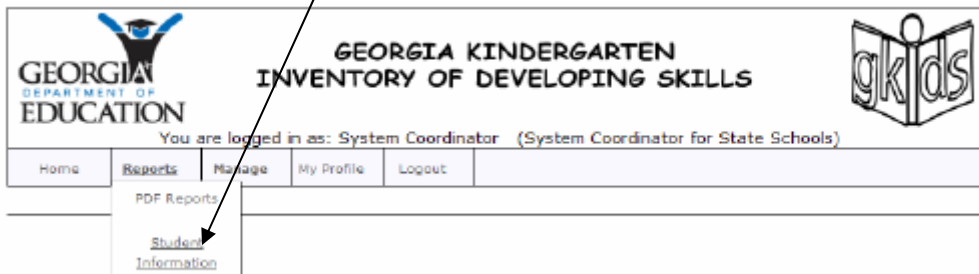 GEORGIA
DEPARTMENT OF
EDUCATION
GEORGIA KINDERGARTEN
INVENTORY OF DEVELOPING SKILLS
gkids
You are logged in as: System Coordinator (System Coordinator for State Schools)
Home Reports Manage My Profile Logout
PDF Reports
Student
Information